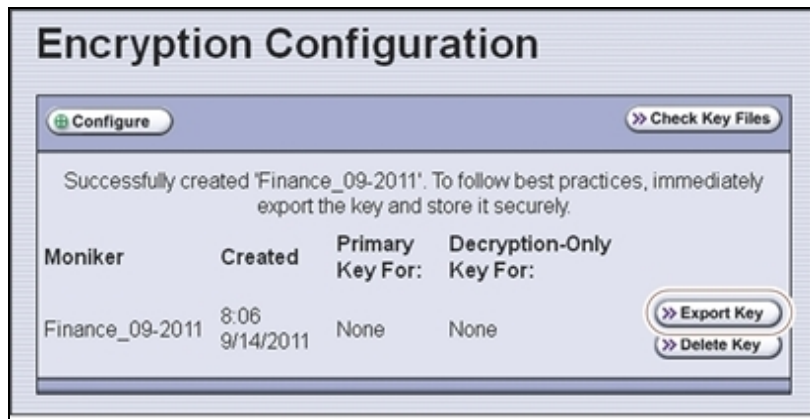 Encryption Configuration
Configure
Check Key Files
Successfully created 'Finance_09-2011'. To follow best practices, immediately
export the key and store it securely.
Moniker Created Primary Key For: Decryption-Only Key For:
Finance_09-2011 8:06 9/14/2011 None None
Export Key
Delete Key